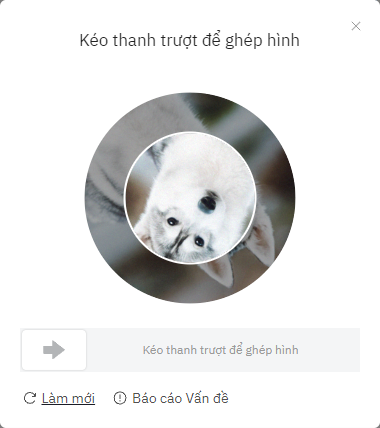 Kéo thanh trượt để ghép hình
Kéo thanh trượt để ghép hình
Làm mới
Báo cáo Vấn đề